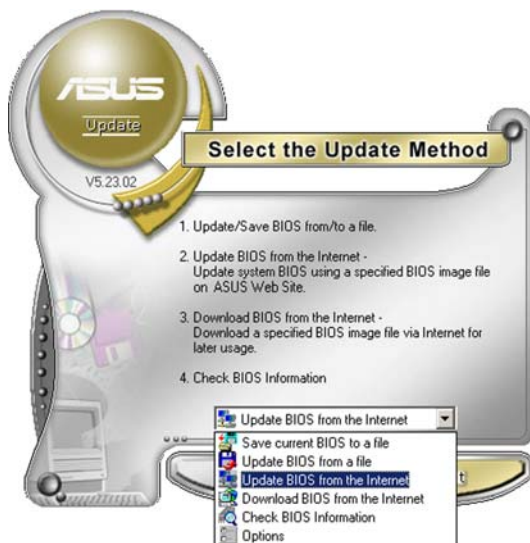 ASUS
Update
V5.23.02
Select the Update Method
1. Update/Save BIOS from/to a file.
2. Update BIOS from the Internet -
Update system BIOS using a specified BIOS image file
on ASUS Web Site.
3. Download BIOS from the Internet -
Download a specified BIOS image file via Internet for
later usage.
4. Check BIOS Information
Update BIOS from the Internet
Save current BIOS to a file
Update BIOS from a file
Update BIOS from the Internet
Download BIOS from the Internet
Check BIOS Information
Options